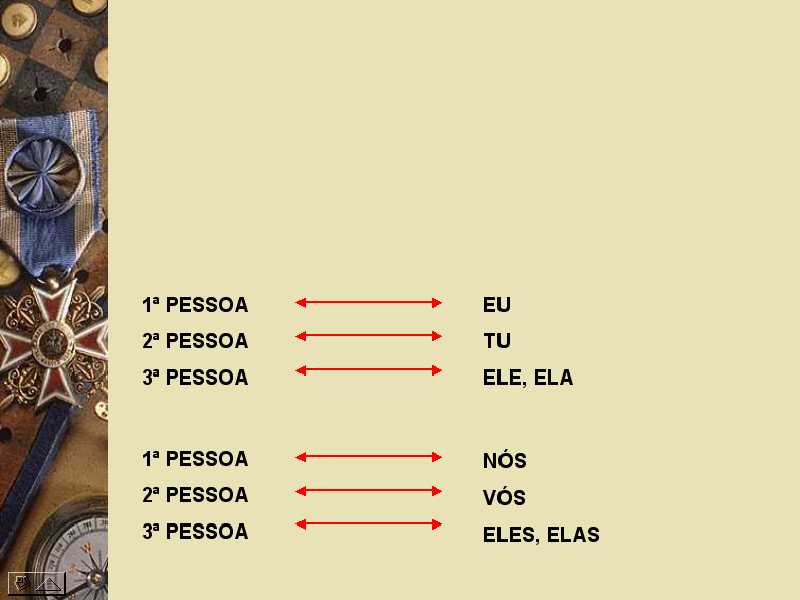 1ª PESSOA EU
2ª PESSOA TU
3ª PESSOA ELE, ELA
1ª PESSOA NÓS
2ª PESSOA VÓS
3ª PESSOA ELES, ELAS